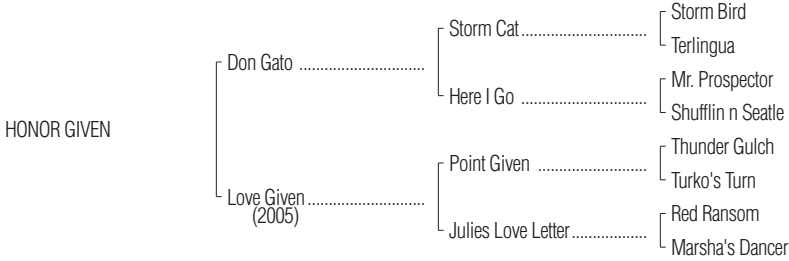 Storm Bird
Storm Cat..............................
Terlingua
Don Gato ..............................
Mr. Prospector
Here I Go ..............................
Shufflin n Seatle
HONOR GIVEN
Thunder Gulch
Point Given ..........................
Turko's Turn
Love Given............................
(2005)
Red Ransom
Julies Love Letter..................
Marsha's Dancer